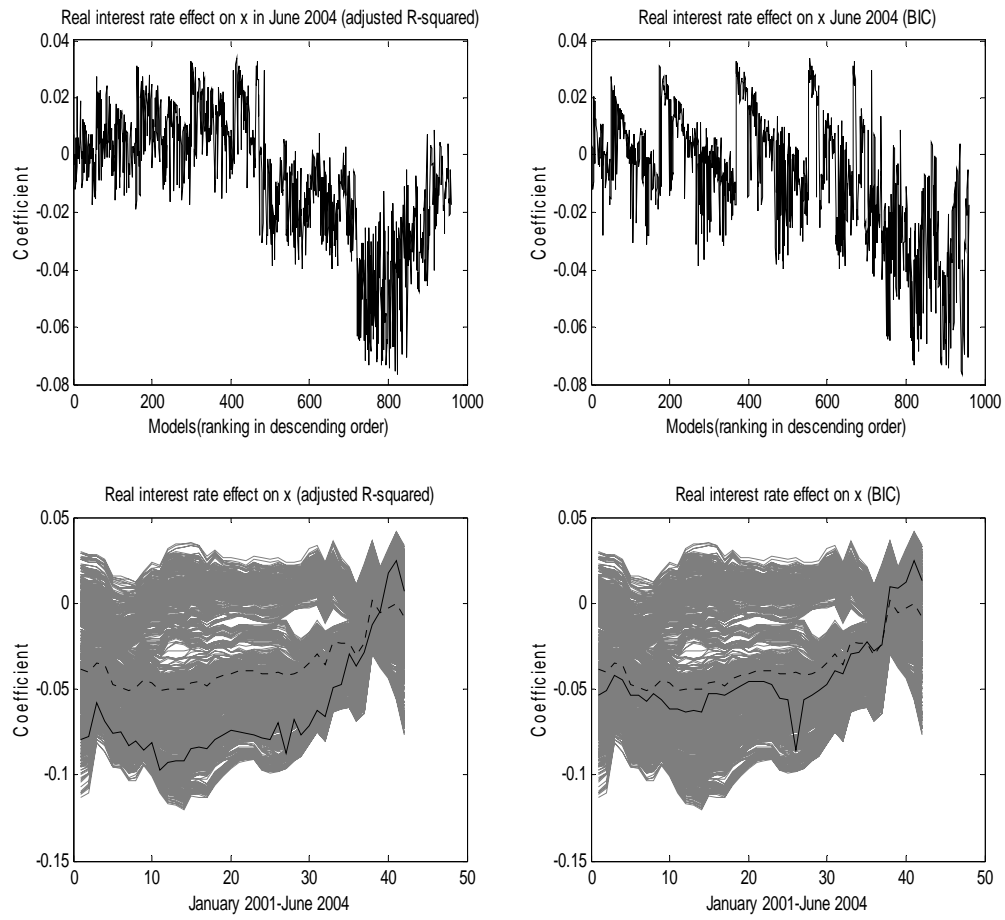 Real interest rate effect on x in June 2004 (adjusted R-squared)
0.04
0.02
0
-0.02
-0.04
-0.06
-0.08
Coefficient
0 200 400 600 800 1000
Models(ranking in descending order)
Real interest rate effect on x June 2004 (BIC)
0.04
0.02
0
-0.02
-0.04
-0.06
-0.08
Coefficient
0 200 400 600 800 1000
Models(ranking in descending order)
Real interest rate effect on x (adjusted R-squared)
0.05
0
-0.05
-0.1
-0.15
Coefficient
0 10 20 30 40 50
January 2001-June 2004
Real interest rate effect on x (BIC)
0.05
0
-0.05
-0.1
-0.15
Coefficient
0 10 20 30 40 50
January 2001-June 2004